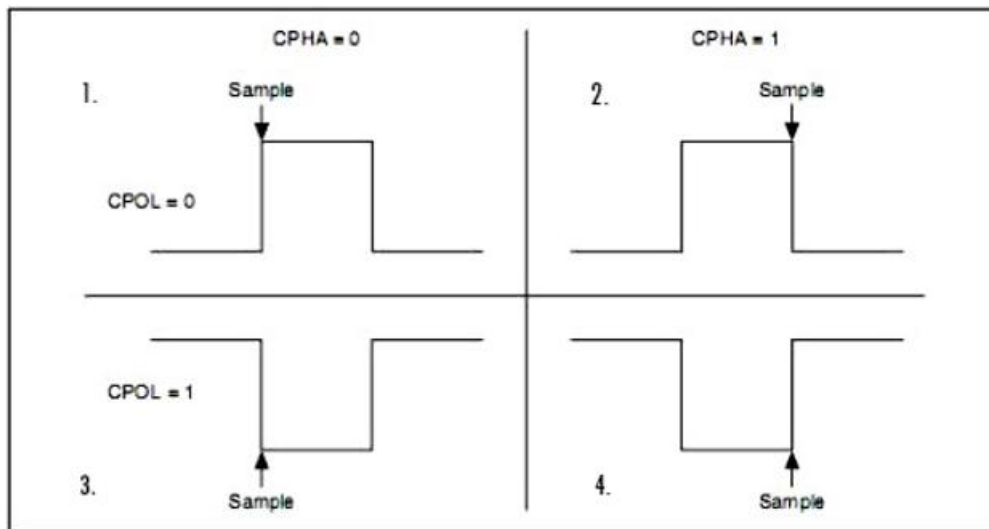 CPHA = 0
CPHA = 1
1.
Sample
2.
Sample
CPOL = 0
CPOL = 1
3.
Sample
4.
Sample